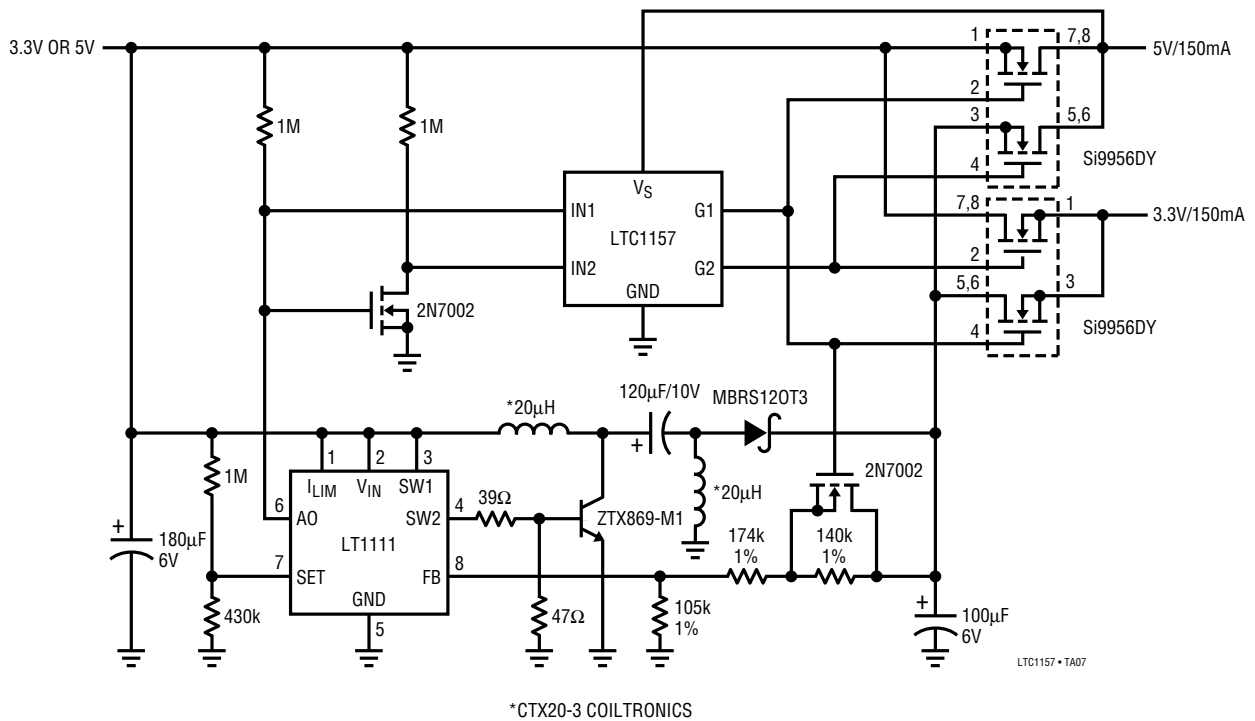 3.3V OR 5V
1M
1M
1
7,8
5V/150mA
2
3
5,6
4
Si9956DY
VS
IN1
G1
LTC1157
IN2
G2
GND
7,8
1
3.3V/150mA
2
5,6
3
4
Si9956DY
2N7002
*20µH
120µF/10V
+
MBRS12OT3
*20µH
2N7002
1M
1
2
3
ILIM
VIN
SW1
6
AO
SW2
4
39Ω
ZTX869-M1
LT1111
7
SET
FB
8
GND
5
+
180µF
6V
430k
47Ω
174k
1%
140k
1%
105k
1%
+
100µF
6V
LTC1157 • TA07
*CTX20-3 COILTRONICS